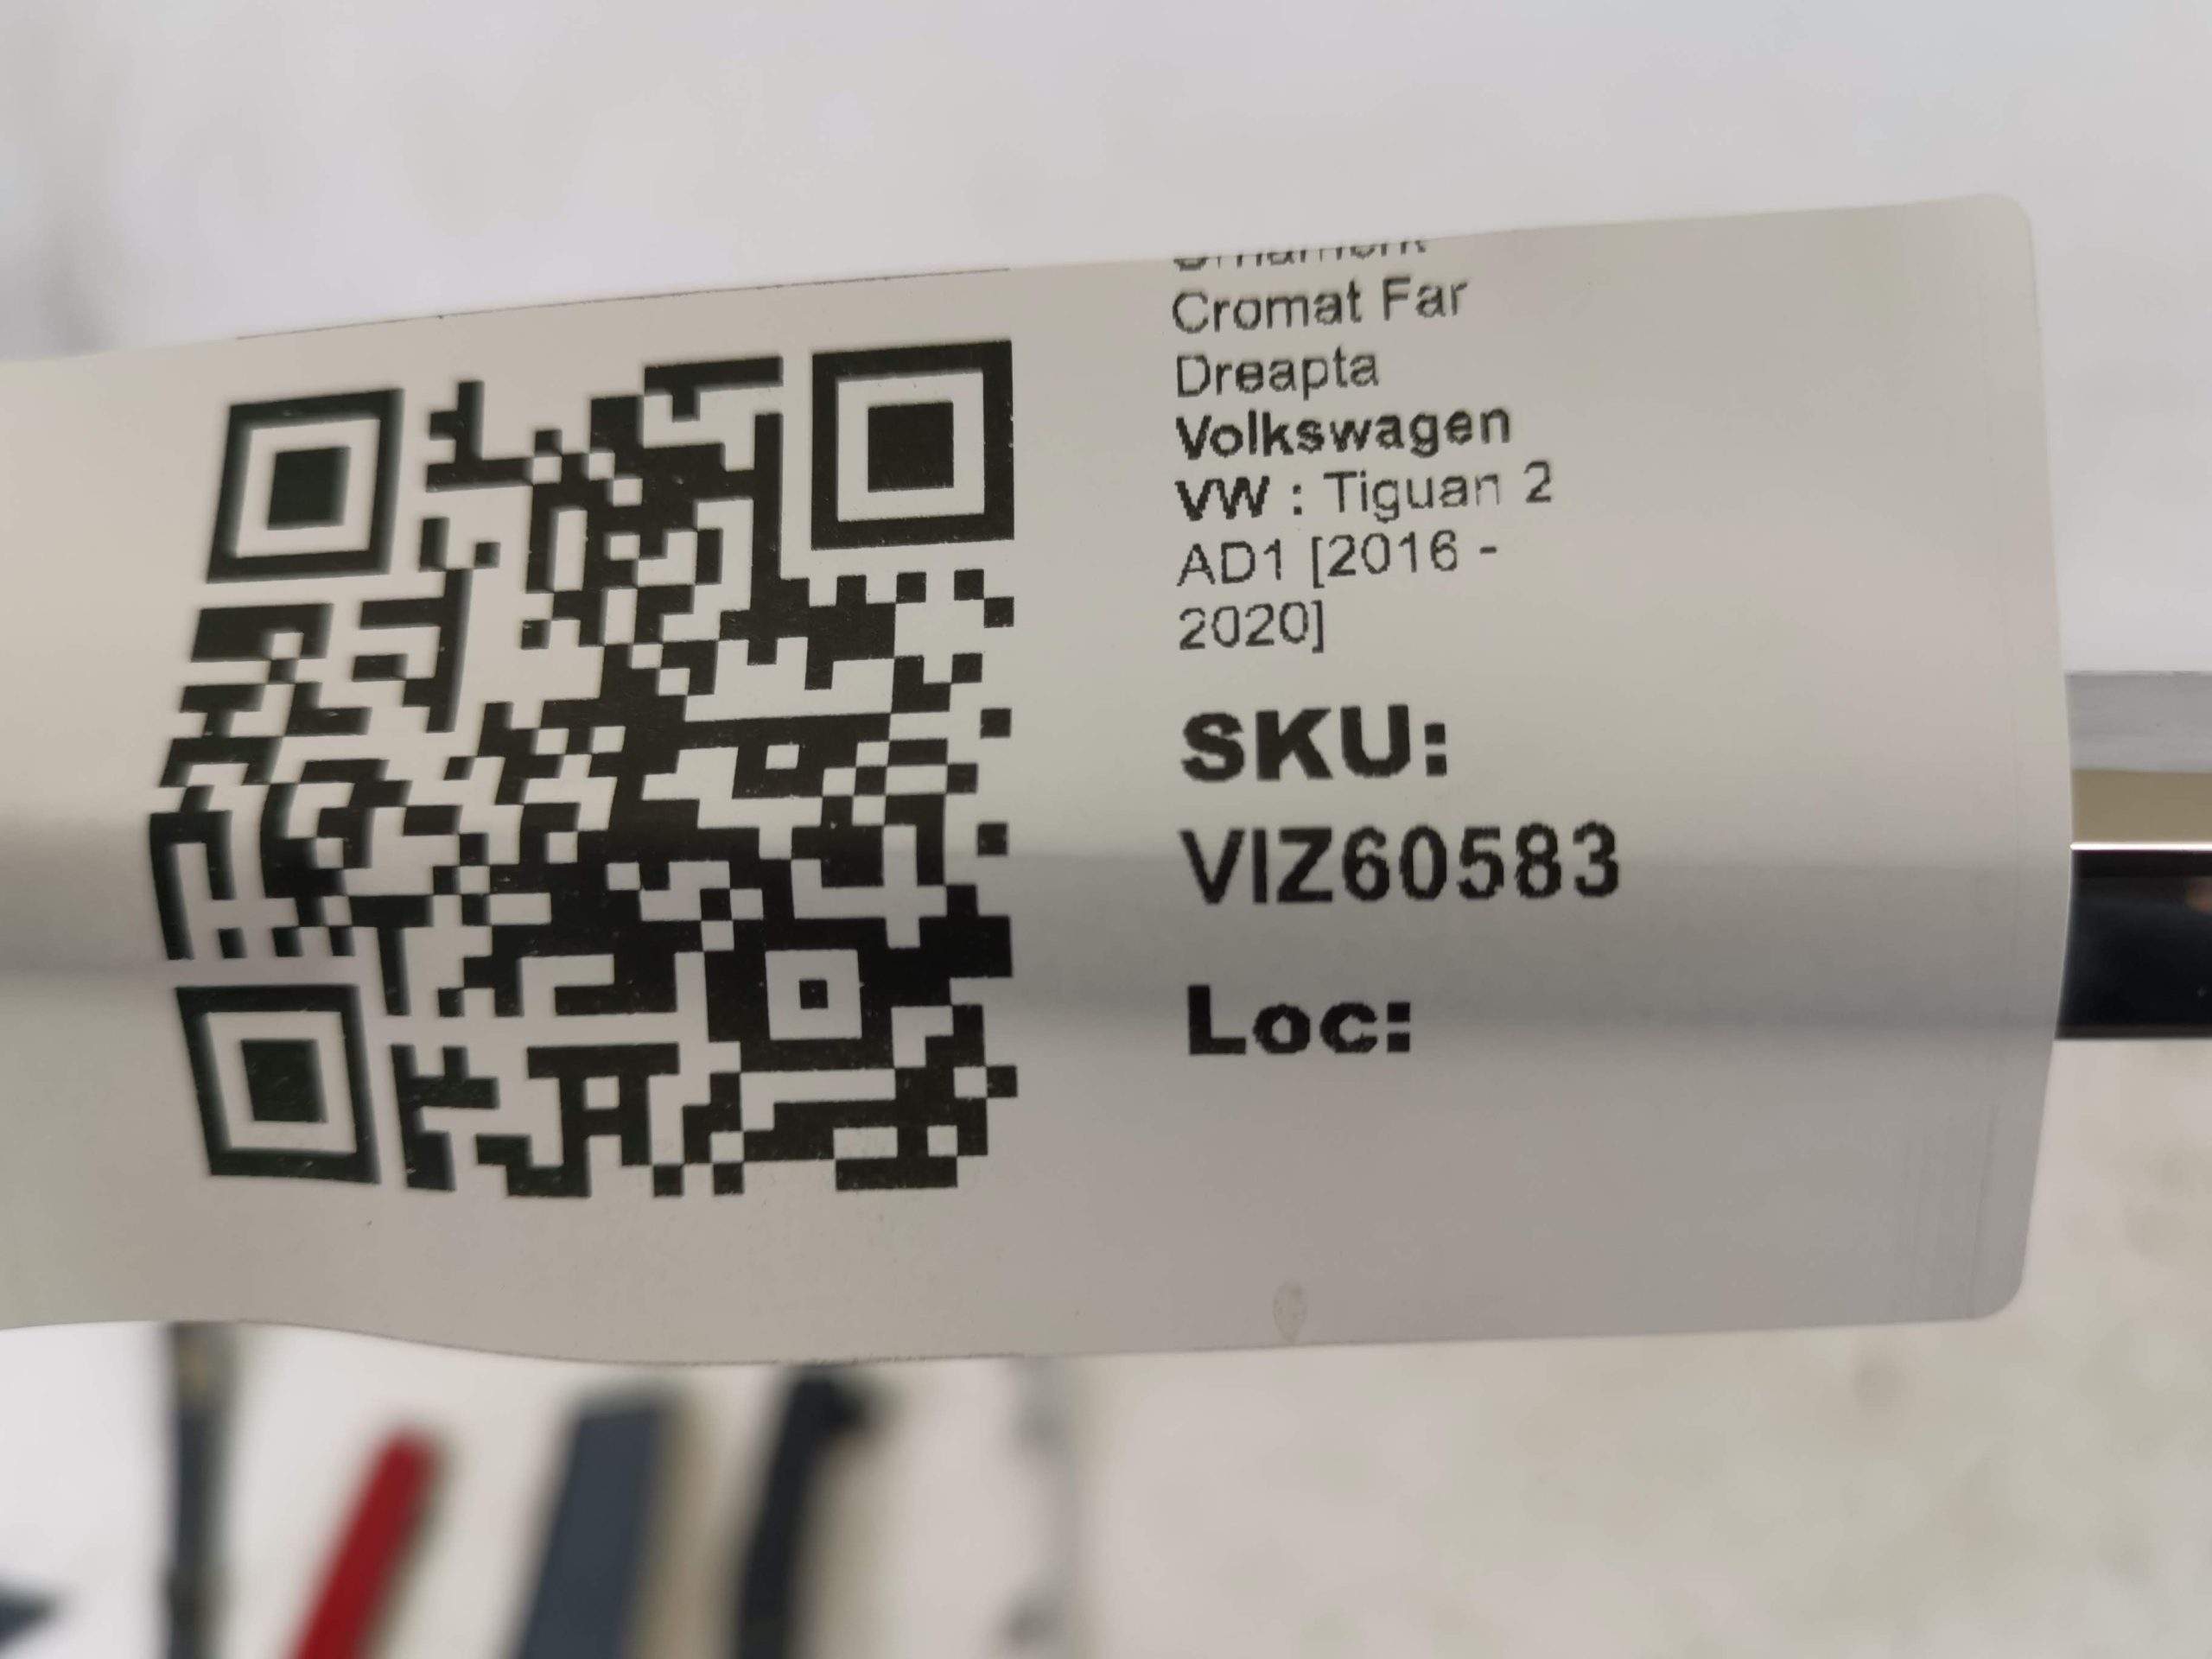 Cromat Far
Dreapta
Volkswagen
VW : Tiguan 2
AD1 [2016 -
2020]
SKU:
VIZ60583
Loc: